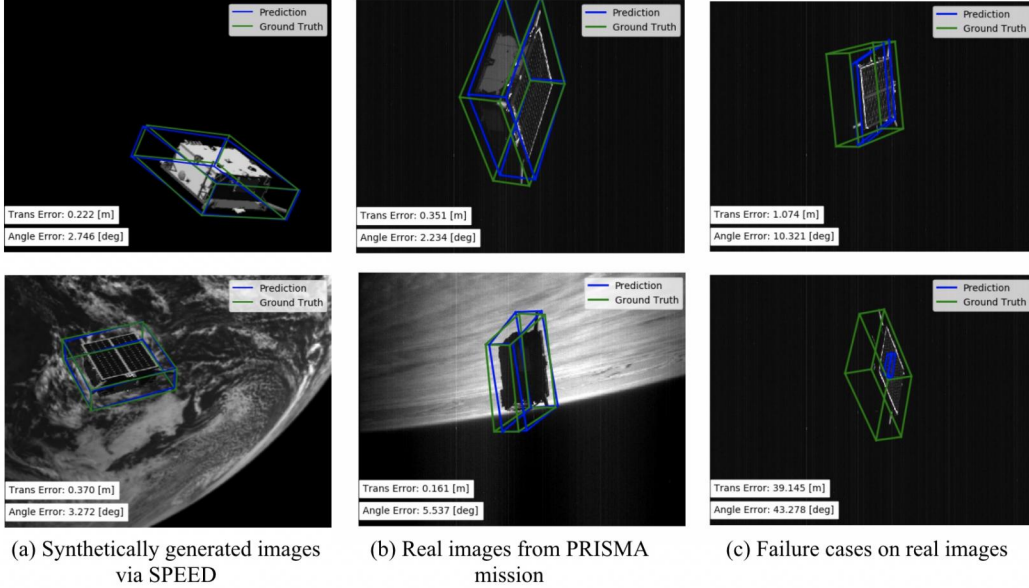 Prediction
Ground Truth
Trans Error: 0.222 [m]
Angle Error: 2.746 [deg]
Prediction
Ground Truth
Trans Error: 0.351 [m]
Angle Error: 2.234 [deg]
Prediction
Ground Truth
Trans Error: 1.074 [m]
Angle Error: 10.321 [deg]
Prediction
Ground Truth
Trans Error: 0.370 [m]
Angle Error: 3.272 [deg]
Prediction
Ground Truth
Trans Error: 0.161 [m]
Angle Error: 5.537 [deg]
Prediction
Ground Truth
Trans Error: 39.145 [m]
Angle Error: 43.278 [deg]
(a) Synthetically generated images
via SPEED
(b) Real images from PRISMA
mission
(c) Failure cases on real images